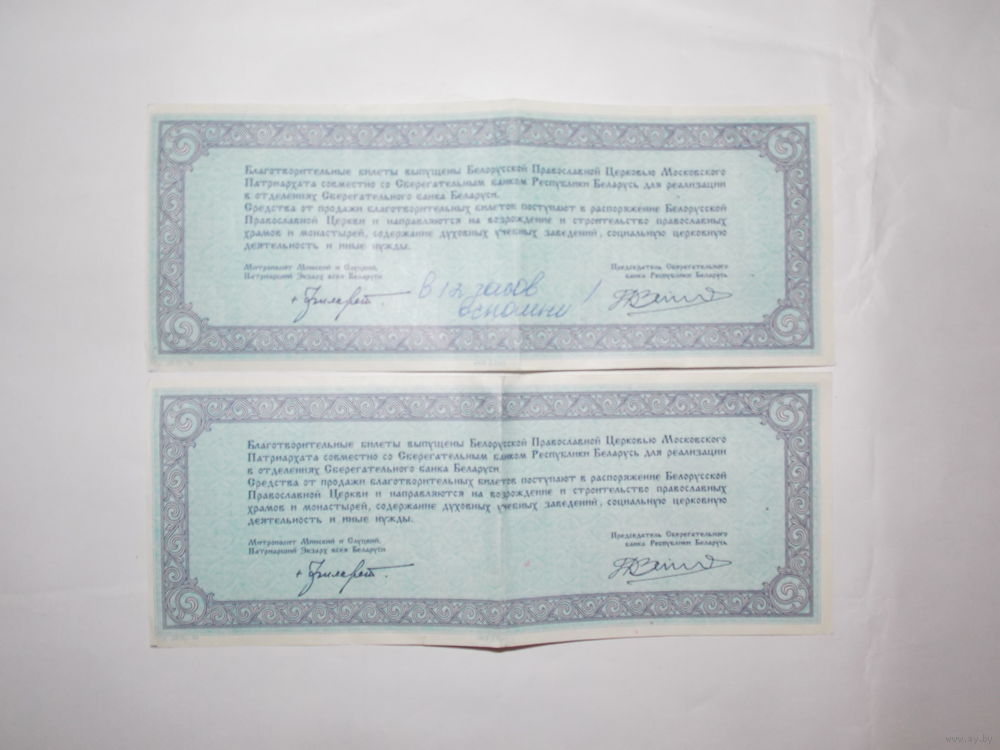 Благотворительные билеты выпущены Белорусской Православной Церковью Московского
Патриархата совместно со Сберегательным банком Республики Беларусь для реализации
в отделениях Сберегательного банка Беларуси.
Средства от продажи благотворительных билетов поступают в распоряжение Белорусской
Православной Церкви и направляются на возрождение и строительство православных
храмов и монастырей, содержание духовных учебных заведений, социальную церковную
деятельность и иные нужды.
Митрополит Минский и Слуцкий,
Патриарший Экзарх всея Беларуси
Председатель Сберегательного
банка Республики Беларусь
+ Филарет
в 12 часов
Благотворительные билеты выпущены Белорусской Православной Церковью Московского
Патриархата совместно со Сберегательным банком Республики Беларусь для реализации
в отделениях Сберегательного банка Беларуси.
Средства от продажи благотворительных билетов поступают в распоряжение Белорусской
Православной Церкви и направляются на возрождение и строительство православных
храмов и монастырей, содержание духовных учебных заведений, социальную церковную
деятельность и иные нужды.
Митрополит Минский и Слуцкий,
Патриарший Экзарх всея Беларуси
Председатель Сберегательного
банка Республики Беларусь
+ Филарет
www.ay.by